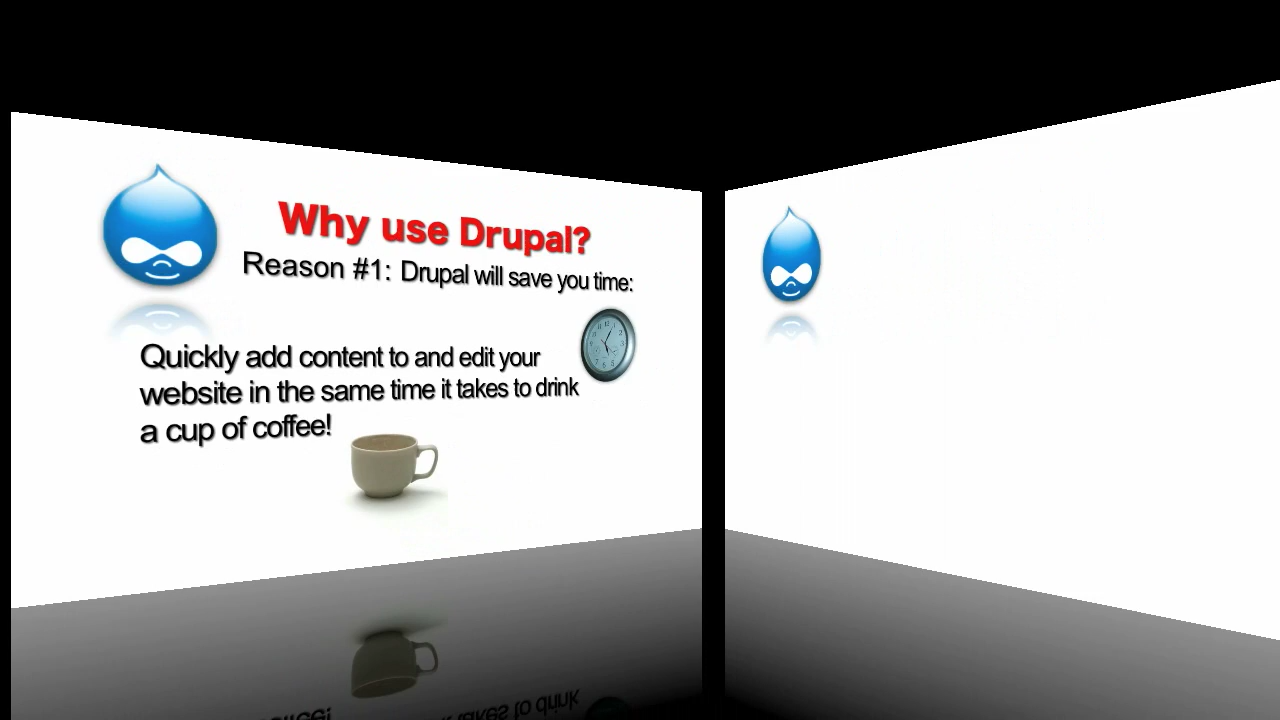 Why use Drupal?
Reason #1: Drupal will save you time:
Quickly add content to and edit your
website in the same time it takes to drink
a cup of coffee!